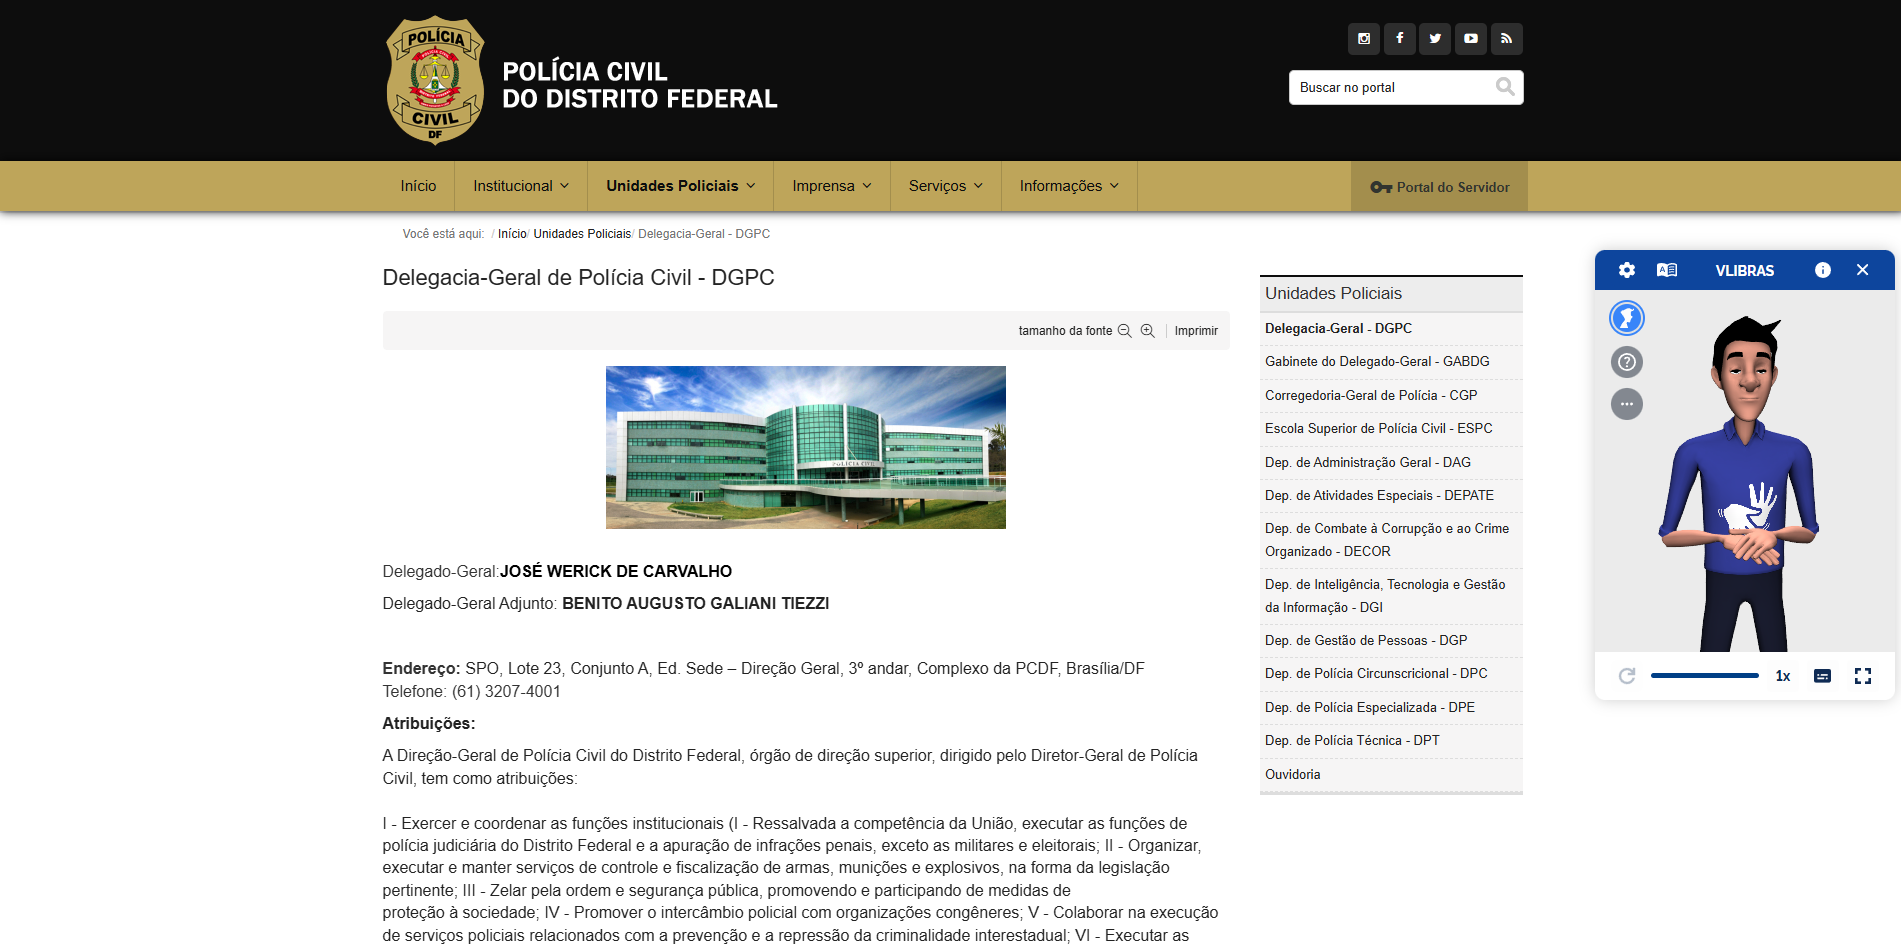 POLÍCIA
CIVIL
DF
POLÍCIA CIVIL
DO DISTRITO FEDERAL
Buscar no portal
Início
Institucional
Unidades Policiais
Imprensa
Serviços
Informações
Portal do Servidor
Você está aqui: / Início/ Unidades Policiais/ Delegacia-Geral - DGPC
Delegacia-Geral de Polícia Civil - DGPC
tamanho da fonte
Imprimir
POLÍCIA CIVIL
Delegado-Geral:JOSÉ WERICK DE CARVALHO
Delegado-Geral Adjunto: BENITO AUGUSTO GALIANI TIEZZI
Endereço: SPO, Lote 23, Conjunto A, Ed. Sede – Direção Geral, 3º andar, Complexo da PCDF, Brasília/DF
Telefone: (61) 3207-4001
Atribuições:
A Direção-Geral de Polícia Civil do Distrito Federal, órgão de direção superior, dirigido pelo Diretor-Geral de Polícia
Civil, tem como atribuições:
I - Exercer e coordenar as funções institucionais (I - Ressalvada a competência da União, executar as funções de
polícia judiciária do Distrito Federal e a apuração de infrações penais, exceto as militares e eleitorais; II - Organizar,
executar e manter serviços de controle e fiscalização de armas, munições e explosivos, na forma da legislação
pertinente; III - Zelar pela ordem e segurança pública, promovendo e participando de medidas de
proteção à sociedade; IV - Promover o intercâmbio policial com organizações congêneres; V - Colaborar na execução
de serviços policiais relacionados com a prevenção e a repressão da criminalidade interestadual; VI - Executar as
Unidades Policiais
Delegacia-Geral - DGPC
Gabinete do Delegado-Geral - GABDG
Corregedoria-Geral de Polícia - CGP
Escola Superior de Polícia Civil - ESPC
Dep. de Administração Geral - DAG
Dep. de Atividades Especiais - DEPATE
Dep. de Combate à Corrupção e ao Crime
Organizado - DECOR
Dep. de Inteligência, Tecnologia e Gestão
da Informação - DGI
Dep. de Gestão de Pessoas - DGP
Dep. de Polícia Circunscricional - DPC
Dep. de Polícia Especializada - DPE
Dep. de Polícia Técnica - DPT
Ouvidoria
VLIBRAS
1x